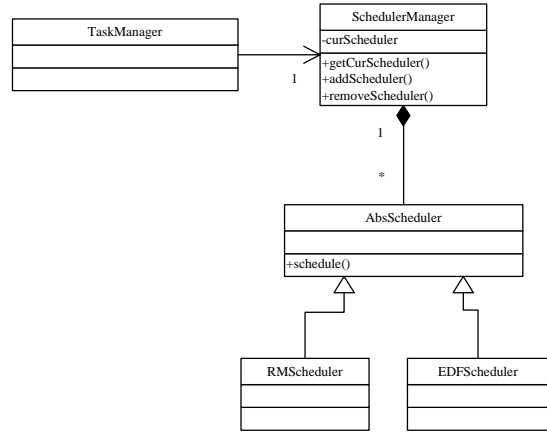 TaskManager
SchedulerManager
-curScheduler
+getCurScheduler()
+addScheduler()
+removeScheduler()
1
1
*
AbsScheduler
+schedule()
RMScheduler
EDFScheduler